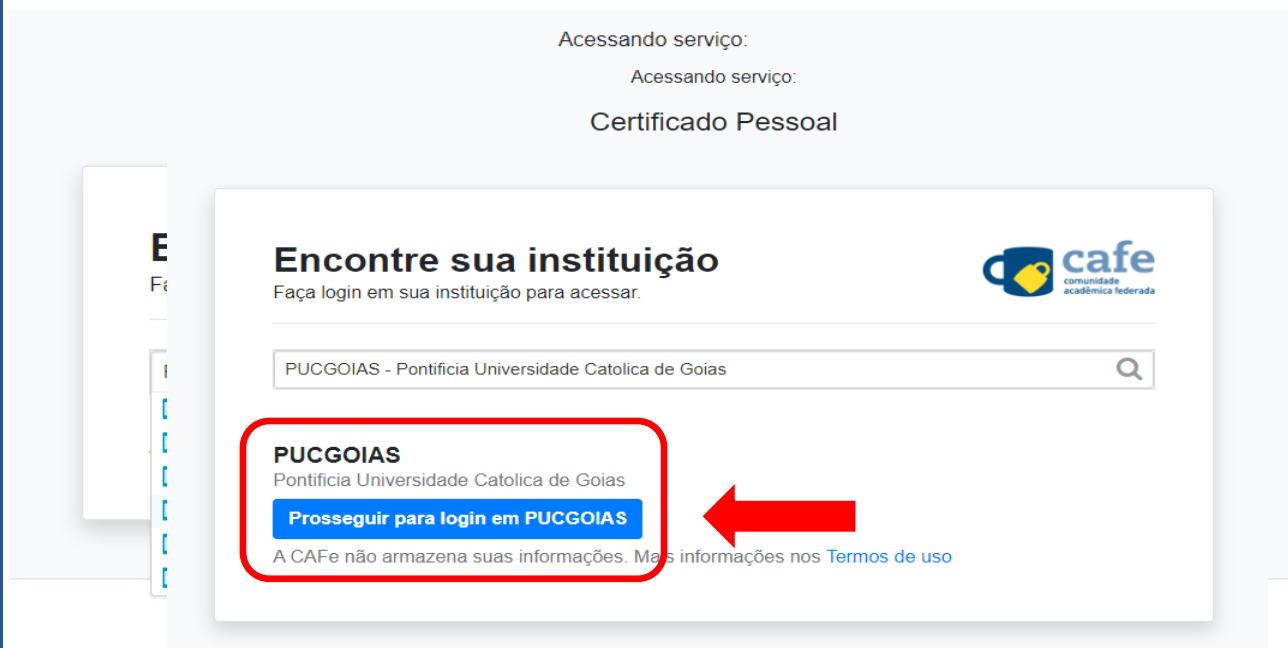 Acessando serviço:
Acessando serviço:
Certificado Pessoal
E
Fa
Encontre sua instituição
Faça login em sua instituição para acessar.
cafe
comunidade
acadêmica federada
PUCGOIAS - Pontificia Universidade Catolica de Goias
PUCGOIAS
Pontificia Universidade Catolica de Goias
Prosseguir para login em PUCGOIAS
A CAFe não armazena suas informações. Mais informações nos Termos de uso